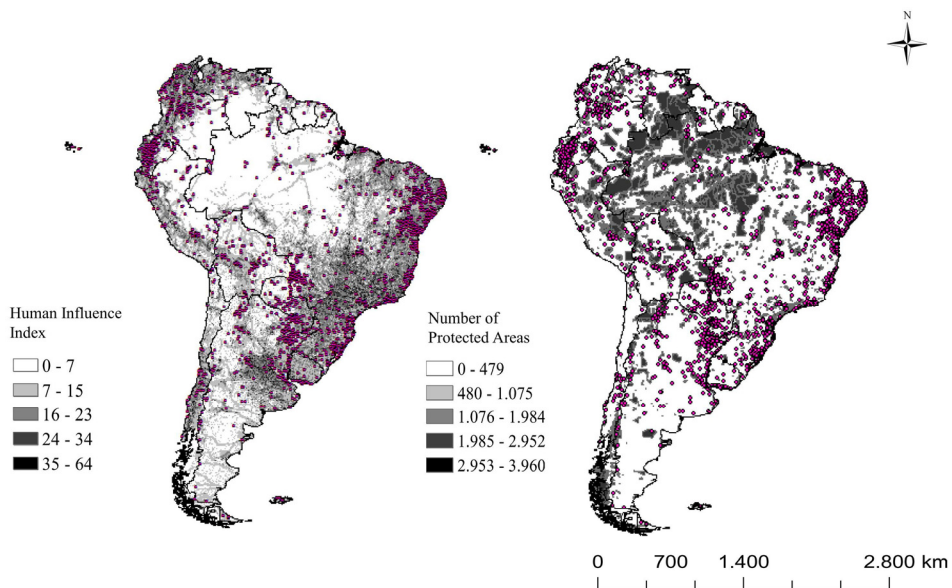 N
Human Influence
Index
0 - 7
7 - 15
16 - 23
24 - 34
35 - 64
Number of
Protected Areas
0 - 479
480 - 1.075
1.076 - 1.984
1.985 - 2.952
2.953 - 3.960
0 700 1.400 2.800 km